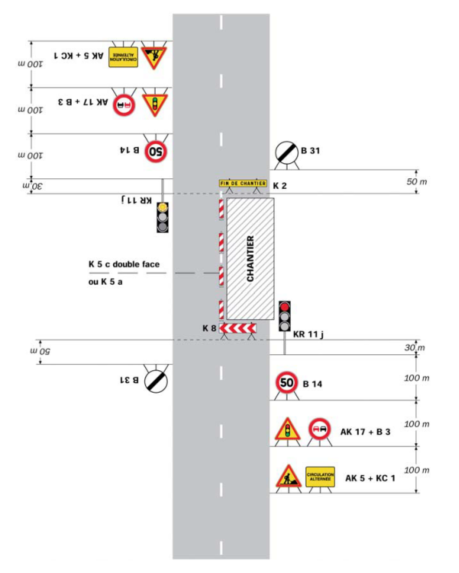 CIRCULATION
ALTERNÉE
AK 5 + KC 1
100 m
AK 17 + B 3
100 m
50
B 14
100 m
B 31
30 m
FIN DE CHANTIER
K 2
50 m
KR 11 j
CHANTIER
K 5 c double face
ou K 5 a
K 8
KR 11 j
50 m
30 m
B 31
50
B 14
100 m
AK 17 + B 3
100 m
CIRCULATION
ALTERNÉE
AK 5 + KC 1
100 m